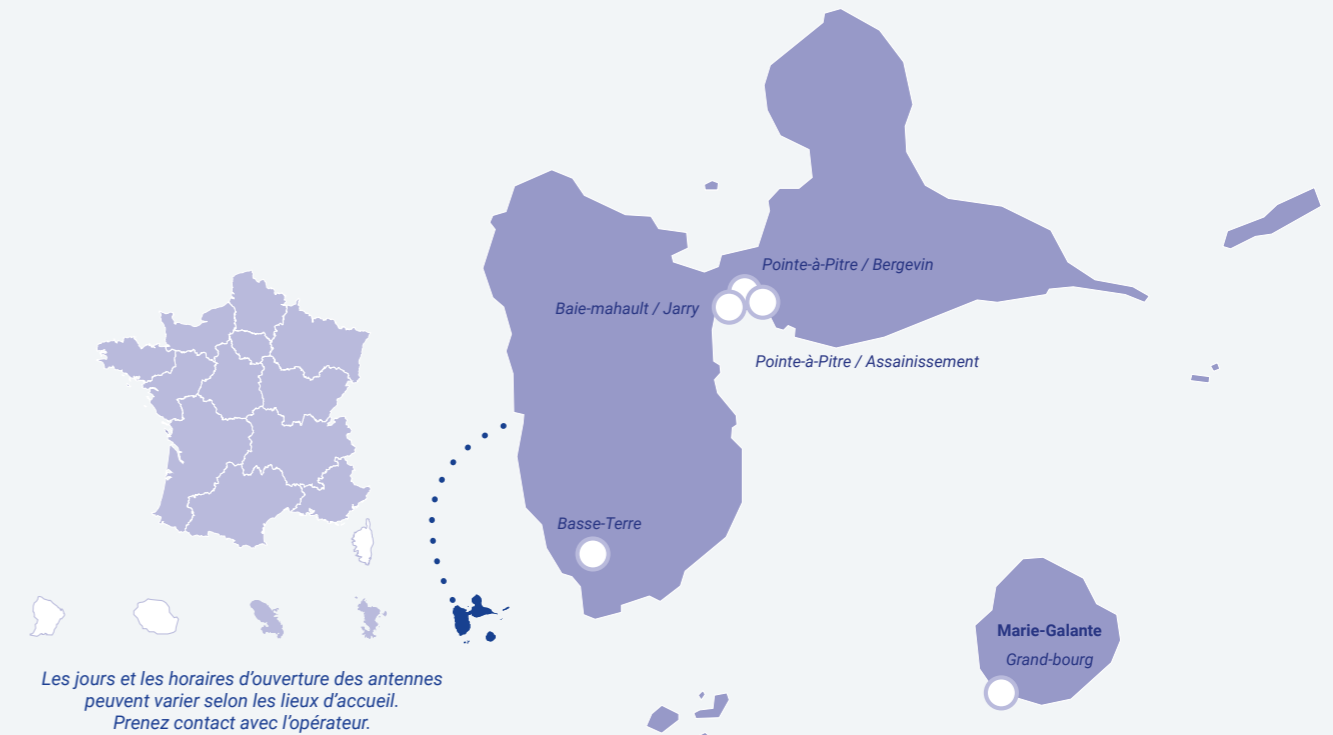 Pointe-à-Pitre / Bergevin
Baie-mahault / Jarry
Pointe-à-Pitre / Assainissement
Basse-Terre
Marie-Galante
Grand-bourg
Les jours et les horaires d’ouverture des antennes
peuvent varier selon les lieux d’accueil.
Prenez contact avec l’opérateur.